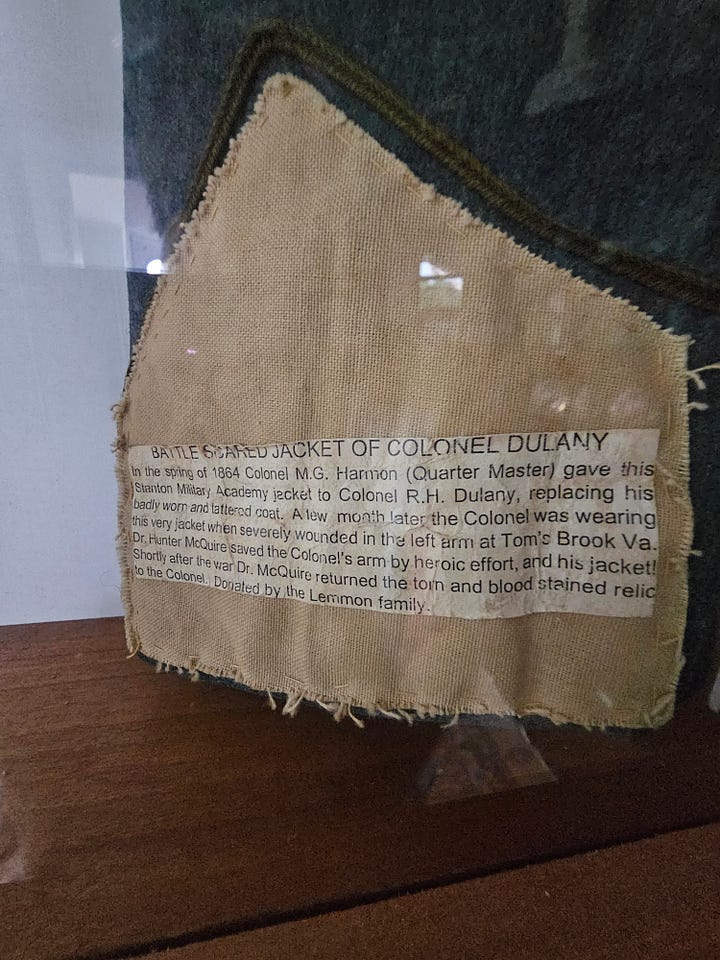 BATTLE SCARED JACKET OF COLONEL DULANY
In the spring of 1864 Colonel M.G. Harmon (Quarter Master) gave this
Stanton Military Academy jacket to Colonel R.H. Dulany, replacing his
badly worn and tattered coat. A few month later the Colonel was wearing
this very jacket when severely wounded in the left arm at Tom's Brook Va.
Dr. Hunter McQuire saved the Colonel's arm by heroic effort, and his jacket!
Shortly after the war Dr. McQuire returned the torn and blood stained relic
to the Colonel. Donated by the Lemmon family.